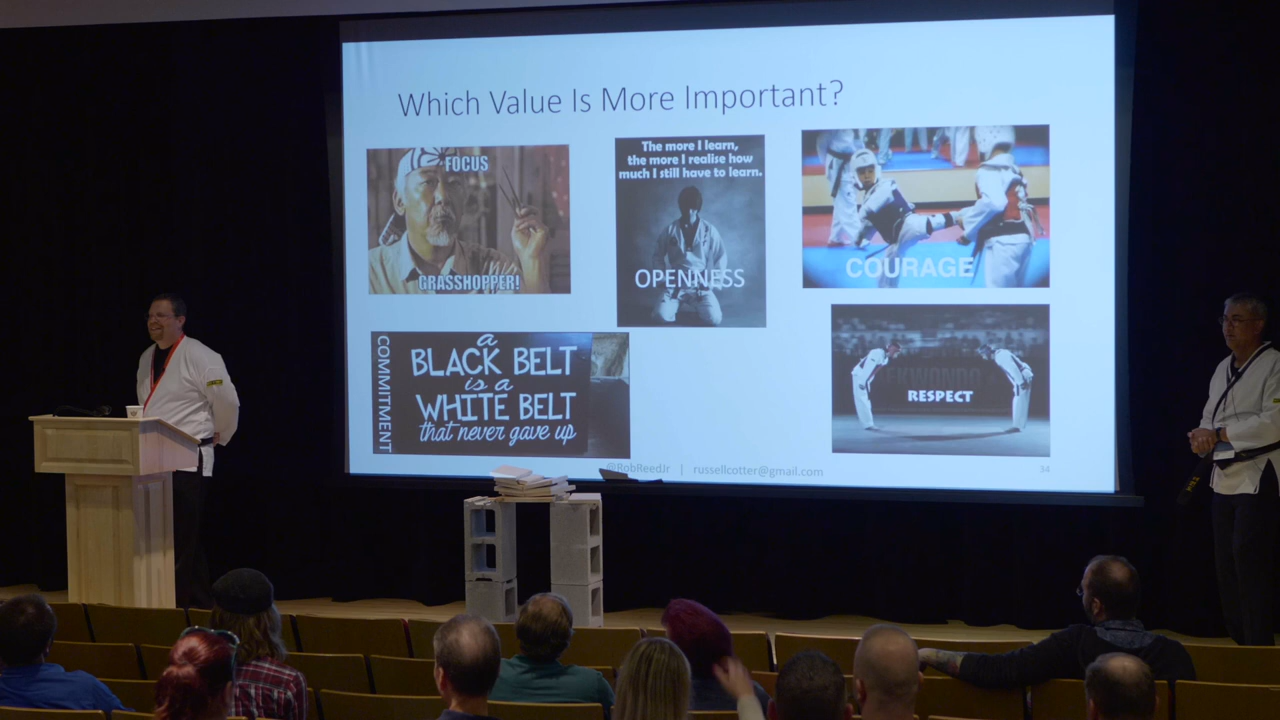 Which Value Is More Important?
FOCUS
GRASSHOPPER!
The more I learn,
the more I realise how
much I still have to learn.
OPENNESS
COURAGE
COMMITMENT
a
BLACK BELT
is a
WHITE BELT
that never gave up
RESPECT
@RobReedJr | russellcotter@gmail.com
34